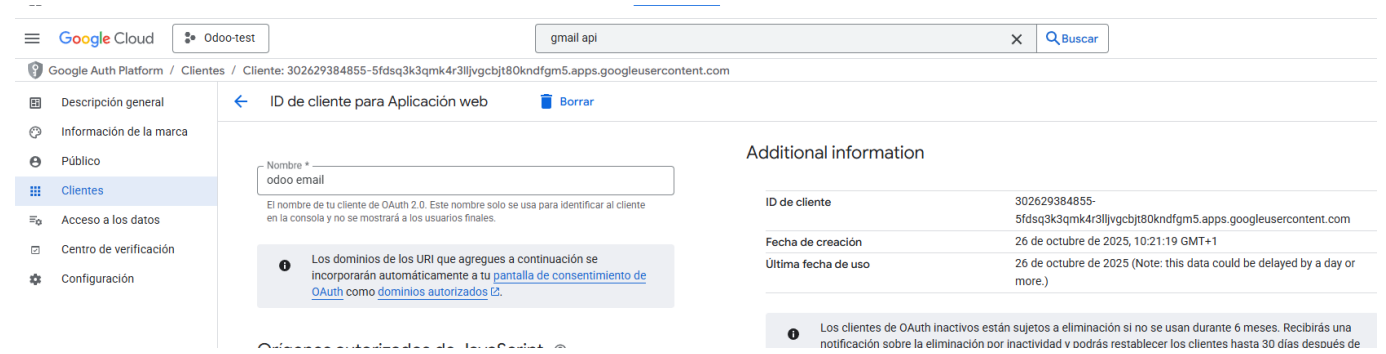 Google Cloud
Odoo-test
gmail api
Buscar
Google Auth Platform / Clientes / Cliente: 302629384855-5fdsq3k3qmk4r3lljvgcbjt80kndfgm5.apps.googleusercontent.com
Descripción general
Información de la marca
Público
Clientes
Acceso a los datos
Centro de verificación
Configuración
ID de cliente para Aplicación web
Borrar
Nombre *
odoo email
El nombre de tu cliente de OAuth 2.0. Este nombre solo se usa para identificar al cliente
en la consola y no se mostrará a los usuarios finales.
Los dominios de los URI que agregues a continuación se
incorporarán automáticamente a tu pantalla de consentimiento de
OAuth como dominios autorizados.
Orígenes autorizados de JavaScript
Additional information
ID de cliente
302629384855-
5fdsq3k3qmk4r3lljvgcbjt80kndfgm5.apps.googleusercontent.com
Fecha de creación
26 de octubre de 2025, 10:21:19 GMT+1
Última fecha de uso
26 de octubre de 2025 (Note: this data could be delayed by a day or
more.)
Los clientes de OAuth inactivos están sujetos a eliminación si no se usan durante 6 meses. Recibirás una
notificación sobre la eliminación por inactividad y podrás restablecer los clientes hasta 30 días después de